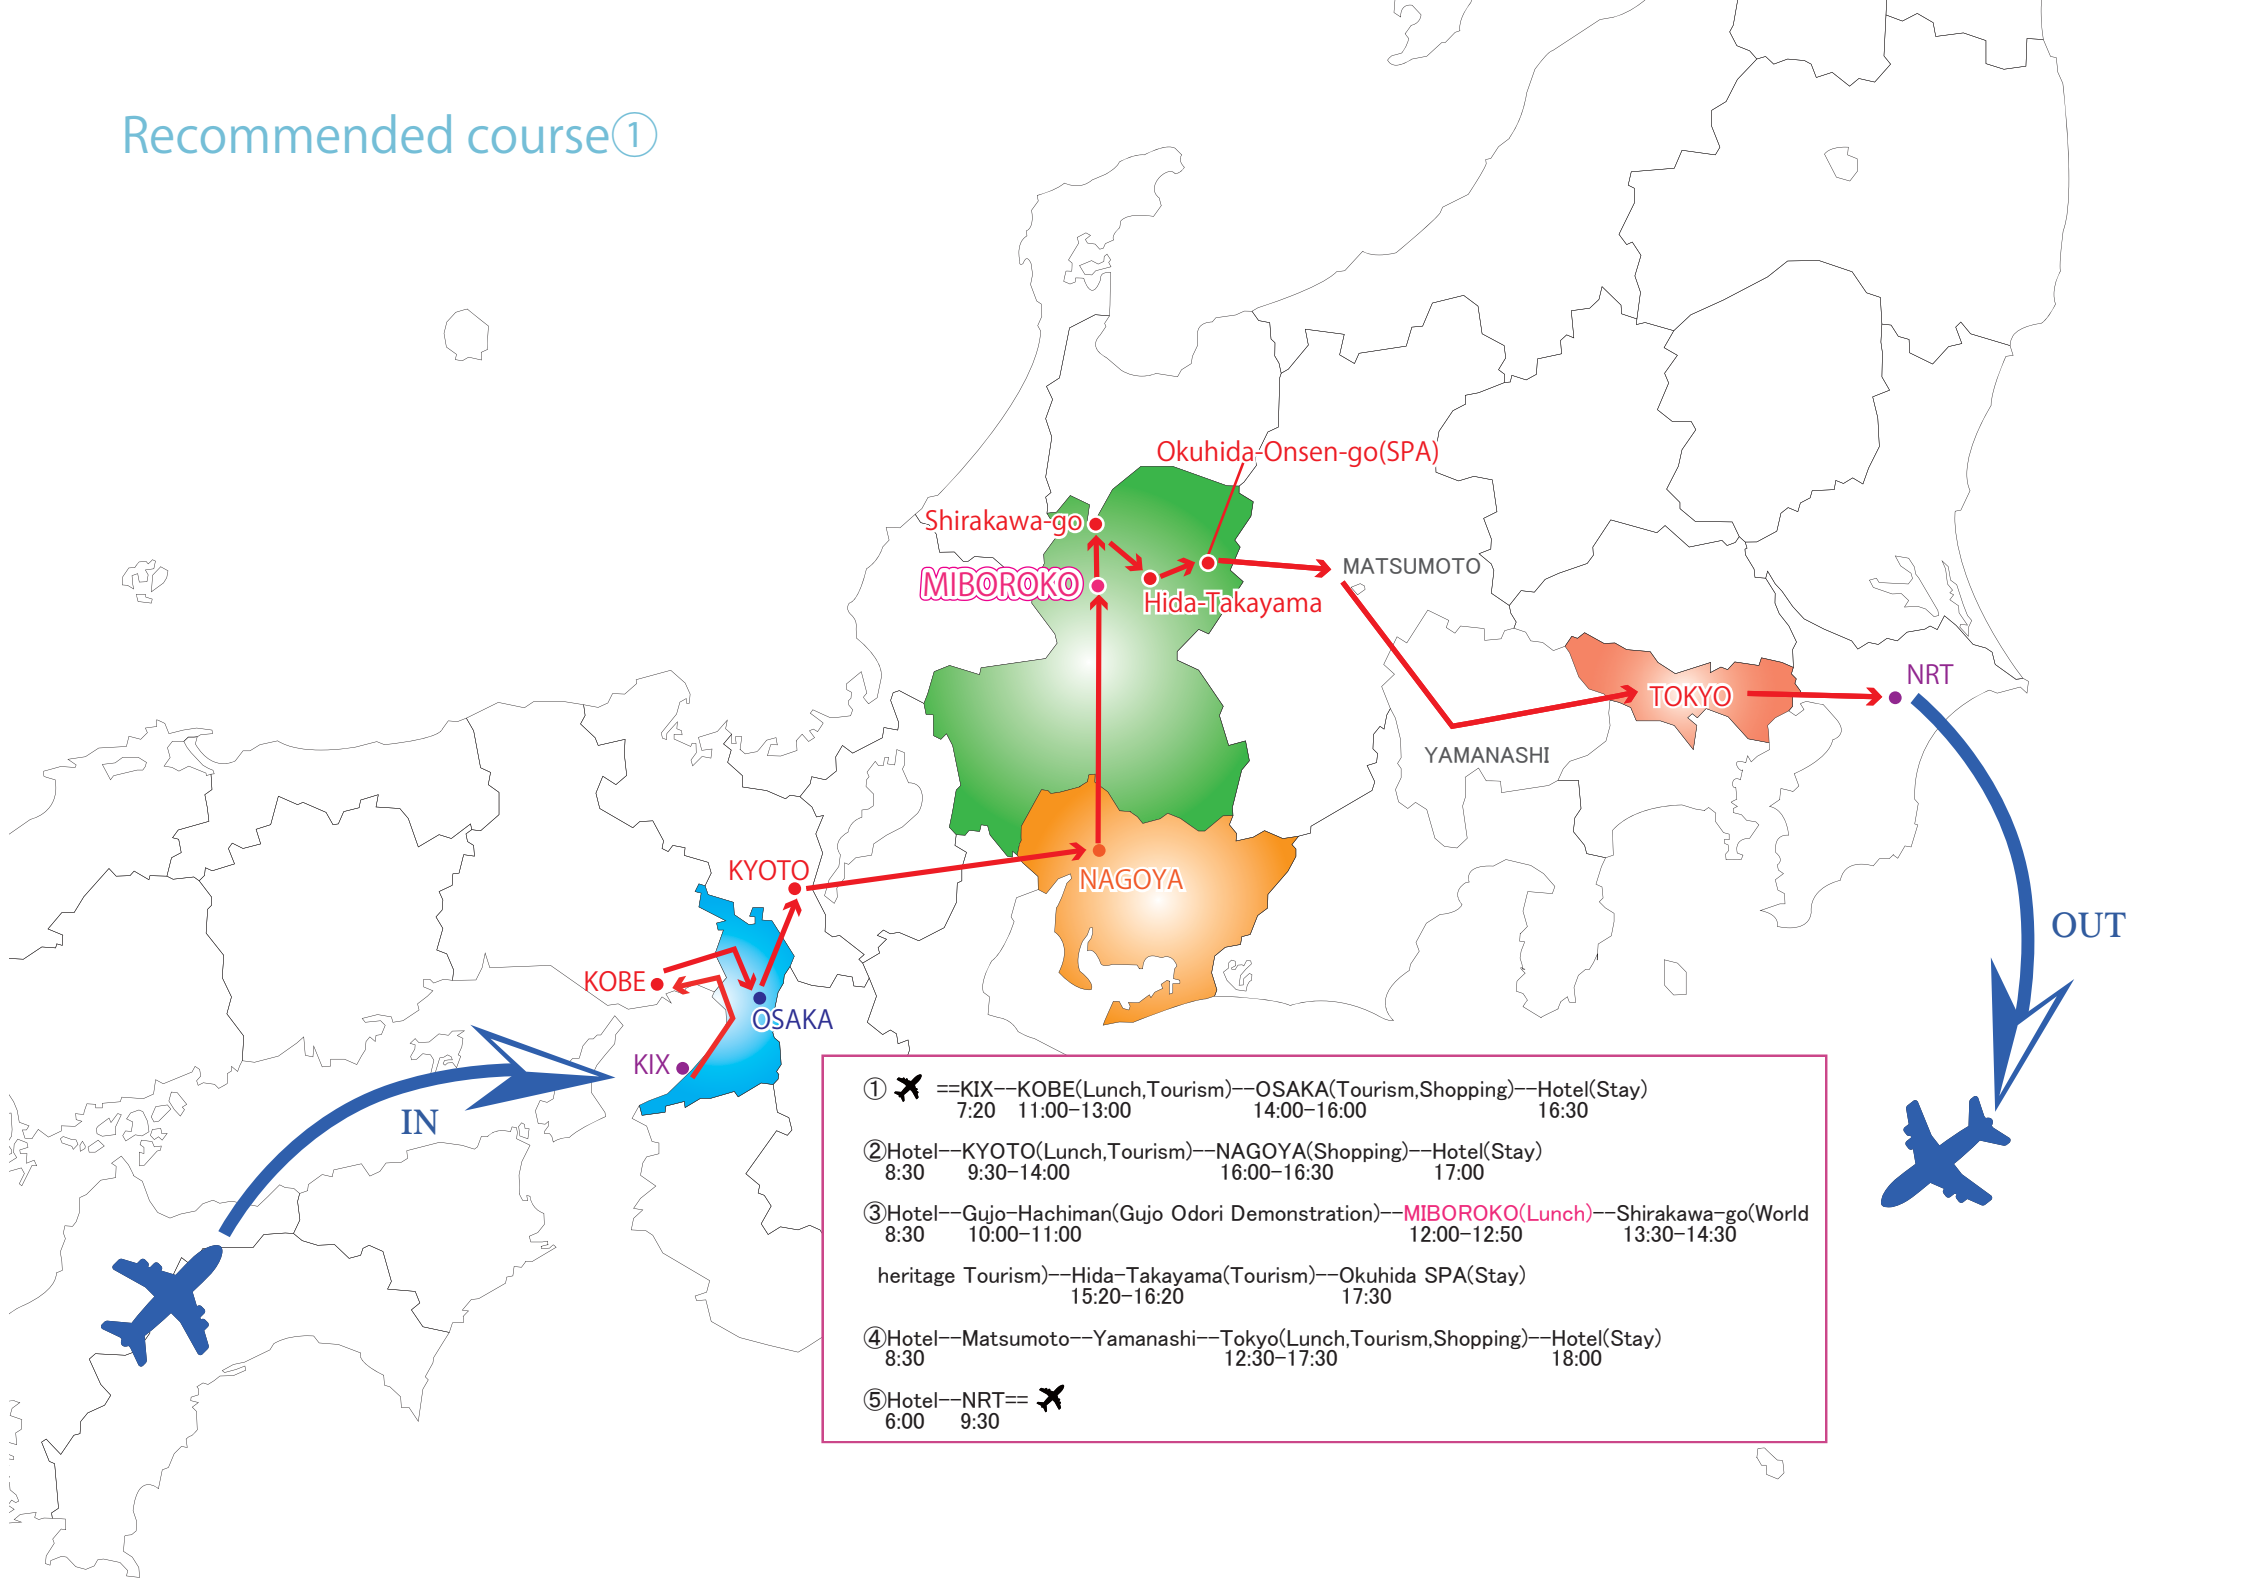 Recommended course①
Okuhida-Onsen-go(SPA)
Shirakawa-go
MATSUMOTO
MIBOROKO
Hida-Takayama
NRT
TOKYO
YAMANASHI
KYOTO
NAGOYA
OUT
KOBE
OSAKA
KIX
IN
① ==KIX--KOBE(Lunch,Tourism)--OSAKA(Tourism,Shopping)--Hotel(Stay)
7:20 11:00-13:00 14:00-16:00 16:30
②Hotel--KYOTO(Lunch,Tourism)--NAGOYA(Shopping)--Hotel(Stay)
8:30 9:30-14:00 16:00-16:30 17:00
③Hotel--Gujo-Hachiman(Gujo Odori Demonstration)--MIBOROKO(Lunch)--Shirakawa-go(World
8:30 10:00-11:00 12:00-12:50 13:30-14:30
heritage Tourism)--Hida-Takayama(Tourism)--Okuhida SPA(Stay)
15:20-16:20 17:30
④Hotel--Matsumoto--Yamanashi--Tokyo(Lunch,Tourism,Shopping)--Hotel(Stay)
8:30 12:30-17:30 18:00
⑤Hotel--NRT==
6:00 9:30